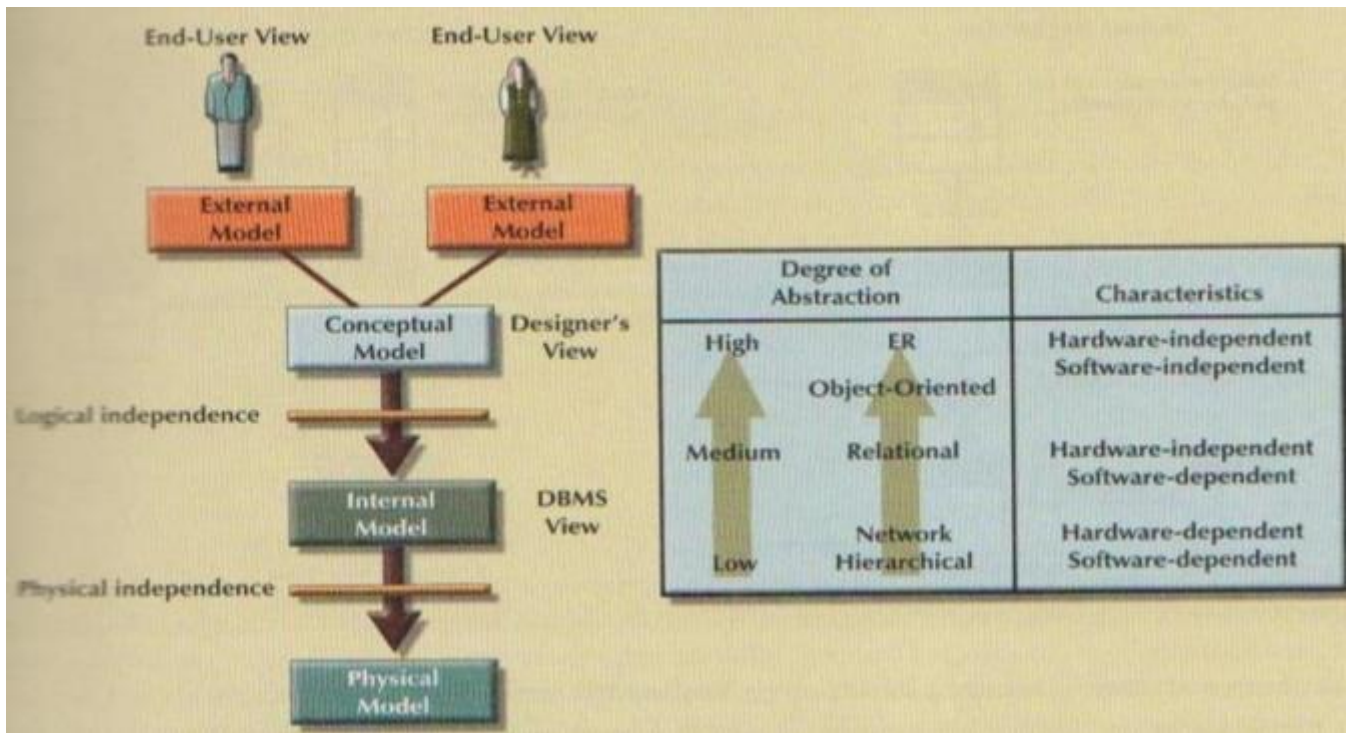 End-User View
End-User View
External
Model
External
Model
Conceptual
Model
Designer's
View
Logical independence
Internal
Model
DBMS
View
Physical independence
Physical
Model
Degree of
Abstraction
Characteristics
High
ER
Hardware-independent
Software-independent
Object-Oriented
Medium
Relational
Hardware-independent
Software-dependent
Low
Network
Hierarchical
Hardware-dependent
Software-dependent